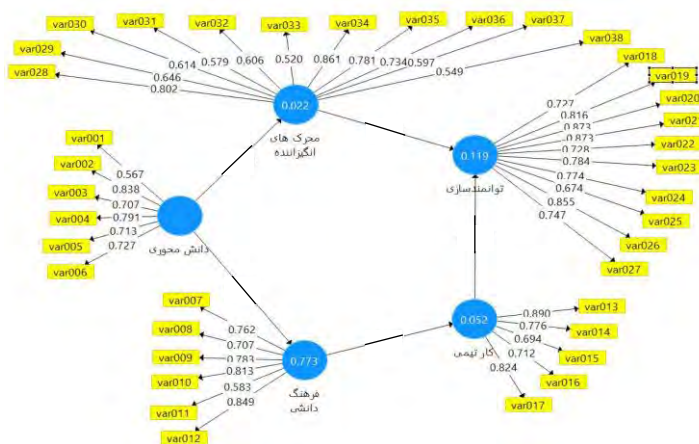 var030
var031
var032
var033
var034
var035
var036
var037
var038
var029
var028
0.614
0.579
0.606
0.520
0.861
0.781
0.734
0.597
0.549
0.646
0.802
0.022
محرک های
انگیزاننده
var018
var019
var020
var021
var022
var023
var024
var025
var026
var027
0.727
0.816
0.873
0.873
0.728
0.784
0.774
0.674
0.855
0.747
0.119
توانمندسازی
var001
var002
var003
var004
var005
var006
0.567
0.838
0.707
0.791
0.713
0.727
دانش محوری
var007
var008
var009
var010
var011
var012
0.762
0.707
0.783
0.813
0.583
0.849
0.773
فرهنگ
دانشی
0.052
کار تیمی
var013
var014
var015
var016
var017
0.890
0.776
0.694
0.712
0.824